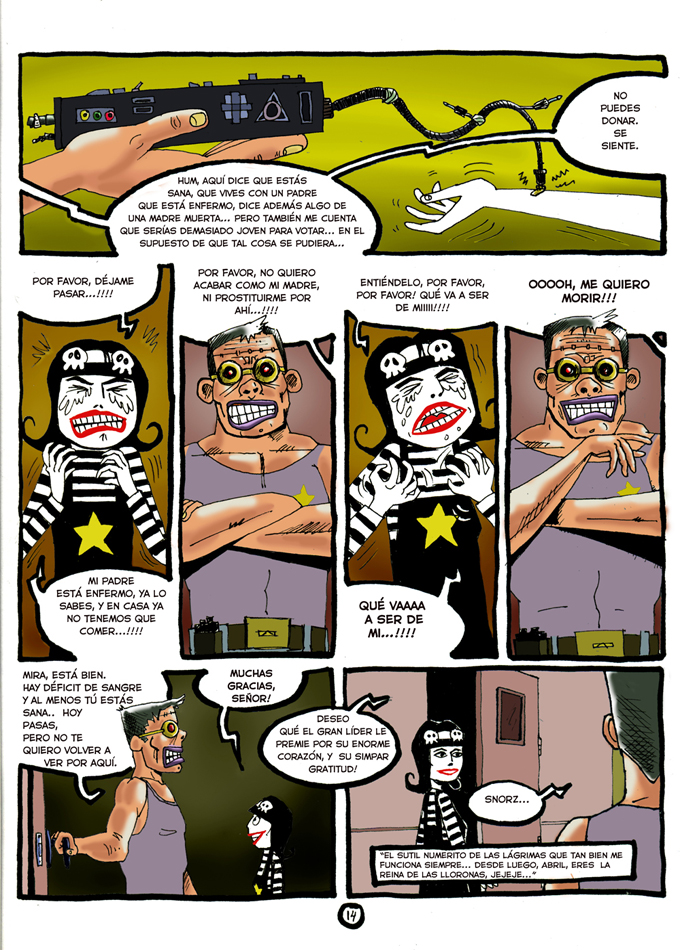 NO
PUEDES
DONAR.
SE
SIENTE.
HUM, AQUÍ DICE QUE ESTÁS
SANA, QUE VIVES CON UN PADRE
QUE ESTÁ ENFERMO, DICE ADEMÁS ALGO DE
UNA MADRE MUERTA... PERO TAMBIÉN ME CUENTA
QUE SERÍAS DEMASIADO JOVEN PARA VOTAR... EN EL
SUPUESTO DE QUE TAL COSA SE PUDIERA...
POR FAVOR, DÉJAME
PASAR...!!!!
MI PADRE
ESTÁ ENFERMO, YA LO
SABES, Y EN CASA YA
NO TENEMOS QUE
COMER...!!!!
POR FAVOR, NO QUIERO
ACABAR COMO MI MADRE,
NI PROSTITUIRME POR
AHÍ...!!!!
ENTIÉNDELO, POR FAVOR,
POR FAVOR! QUÉ VA A SER
DE MIIIII!!!!
QUÉ VAAAA
A SER DE
MI...!!!!
OOOOH, ME QUIERO
MORIR!!!
MIRA, ESTÁ BIEN.
HAY DÉFICIT DE SANGRE
Y AL MENOS TÚ ESTÁS
SANA.. HOY
PASAS,
PERO NO TE
QUIERO VOLVER A
VER POR AQUÍ.
MUCHAS
GRACIAS,
SEÑOR!
DESEO
QUÉ EL GRAN LÍDER LE
PREMIE POR SU ENORME
CORAZÓN, Y SU SIMPAR
GRATITUD!
SNORZ...
"EL SUTIL NUMERITO DE LAS LÁGRIMAS QUE TAN BIEN ME
FUNCIONA SIEMPRE... DESDE LUEGO, ABRIL, ERES LA
REINA DE LAS LLORONAS, JEJEJE..."
14